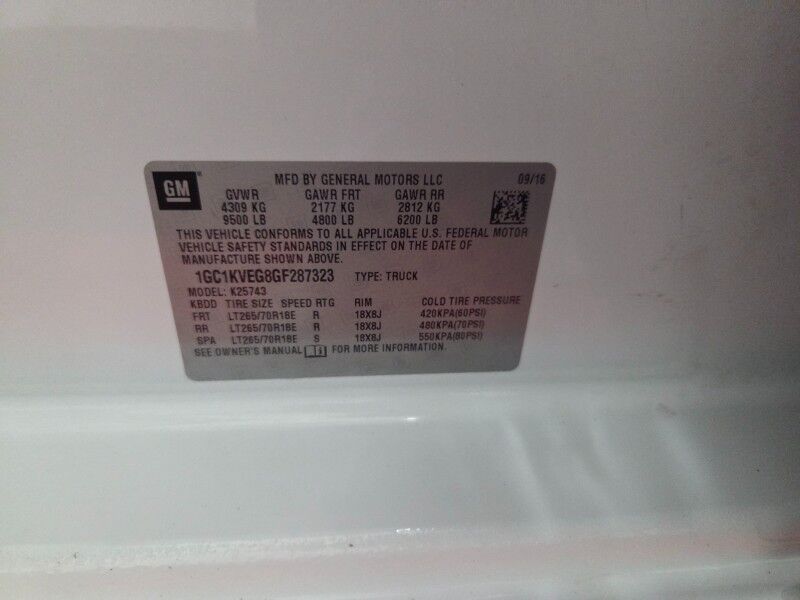 GM
MFD BY GENERAL MOTORS LLC 09/16
GVWR GAWR FRT GAWR RR
4309 KG 2177 KG 2812 KG
9500 LB 4800 LB 6200 LB
THIS VEHICLE CONFORMS TO ALL APPLICABLE U.S. FEDERAL MOTOR
VEHICLE SAFETY STANDARDS IN EFFECT ON THE DATE OF
MANUFACTURE SHOWN ABOVE.
1GC1KVEG8GF287323 TYPE: TRUCK
MODEL: K25743
KBDD TIRE SIZE SPEED RTG RIM COLD TIRE PRESSURE
FRT LT265/70R18E R 18X8J 420KPA(60PSI)
RR LT265/70R18E R 18X8J 480KPA(70PSI)
SPA LT265/70R18E S 18X8J 550KPA(80PSI)
SEE OWNER'S MANUAL FOR MORE INFORMATION.